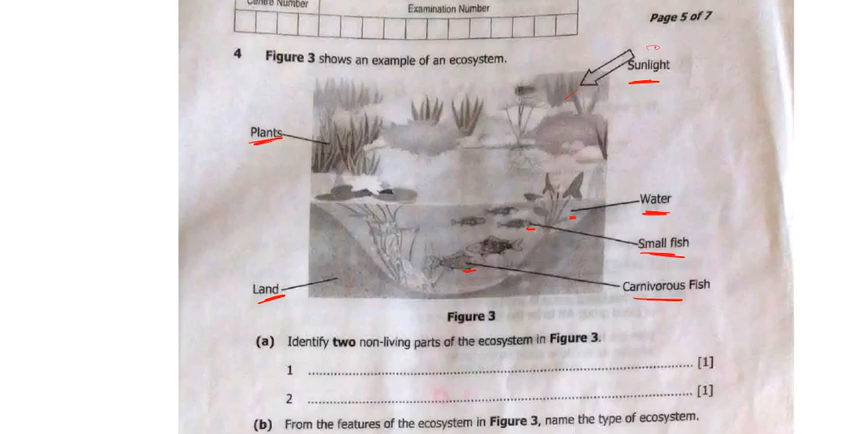 Centre Number
Examination Number
Page 5 of 7
4 Figure 3 shows an example of an ecosystem.
Sunlight
Plants
Water
Small fish
Land
Carnivorous Fish
Figure 3
(a) Identify two non-living parts of the ecosystem in Figure 3.
1 ........................................ [1]
2 ........................................ [1]
(b) From the features of the ecosystem in Figure 3, name the type of ecosystem.